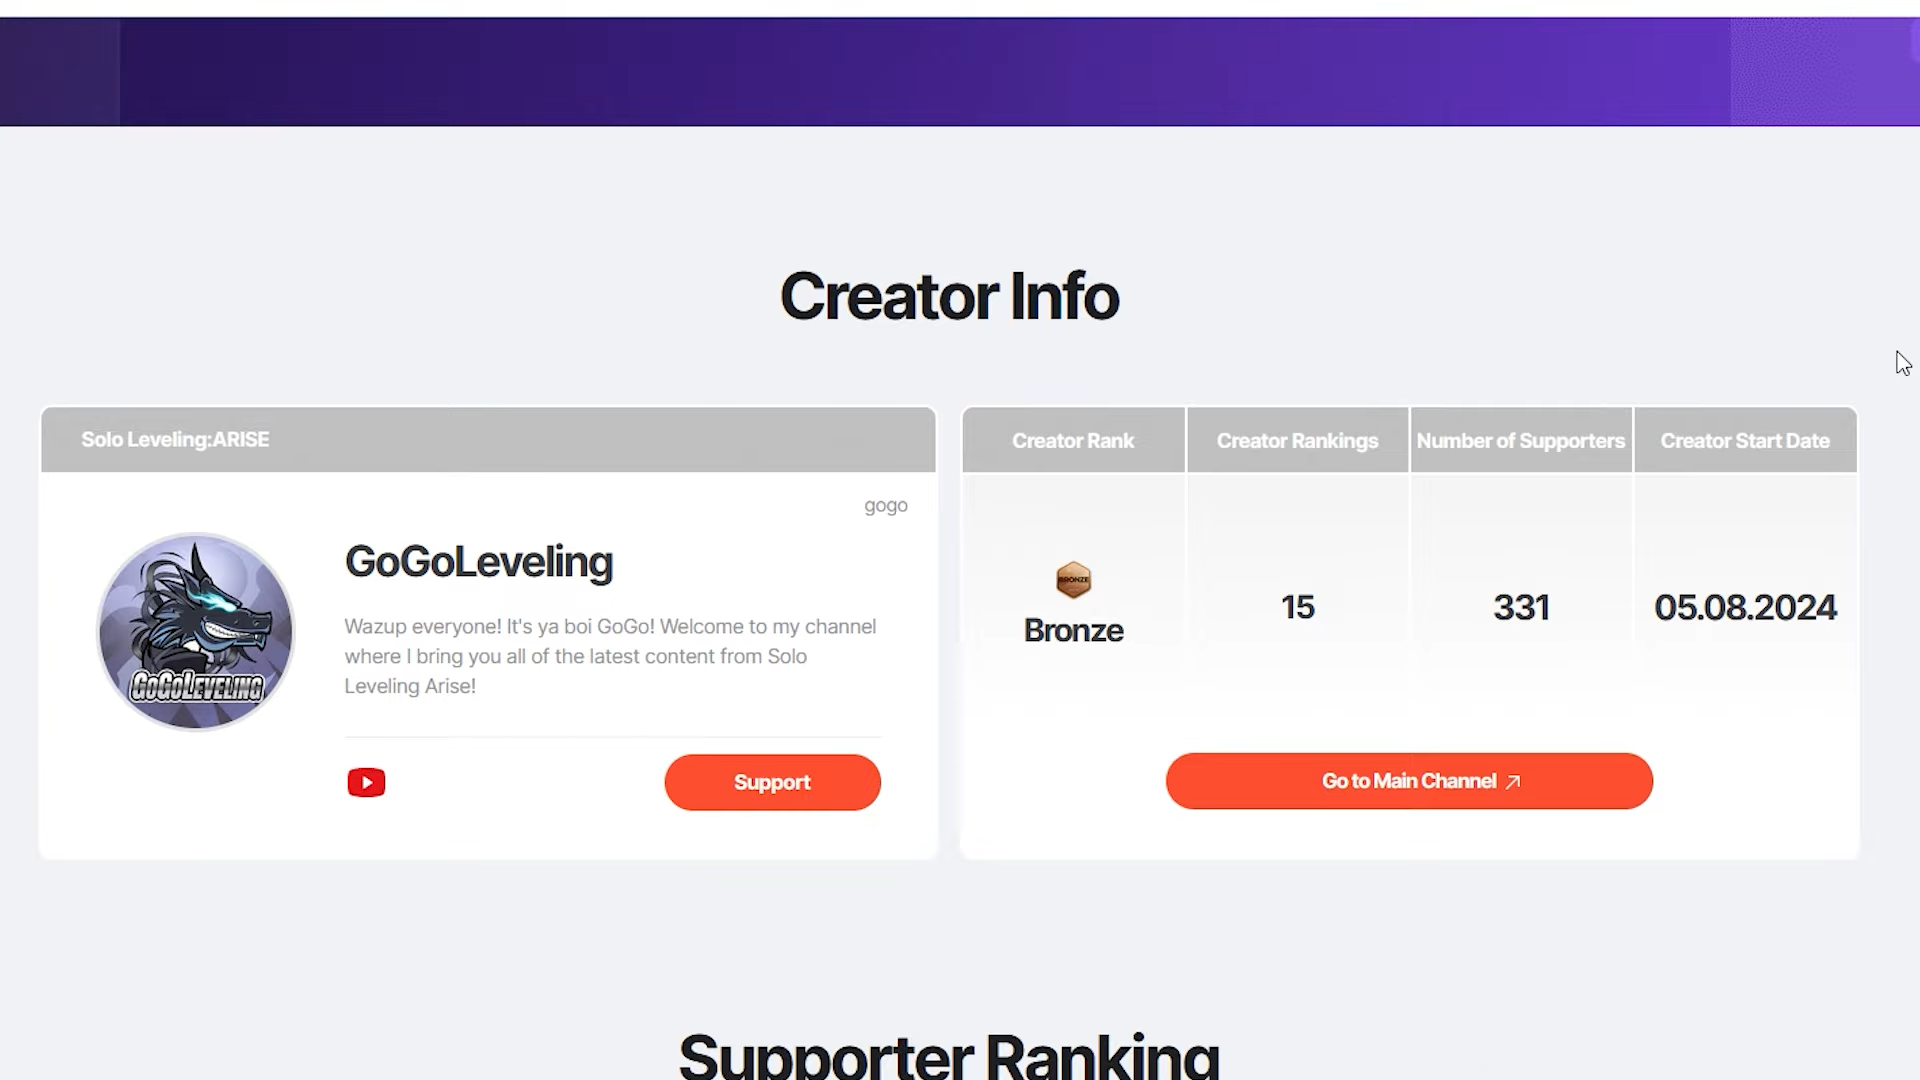 Creator Info
Solo Leveling:ARISE
gogo
GoGoLeveling
Wazup everyone! It's ya boi GoGo! Welcome to my channel
where I bring you all of the latest content from Solo
Leveling Arise!
GoGoLeveling
Support
Creator Rank
Creator Rankings
Number of Supporters
Creator Start Date
BRONZE
Bronze
15
331
05.08.2024
Go to Main Channel
Supporter Ranking